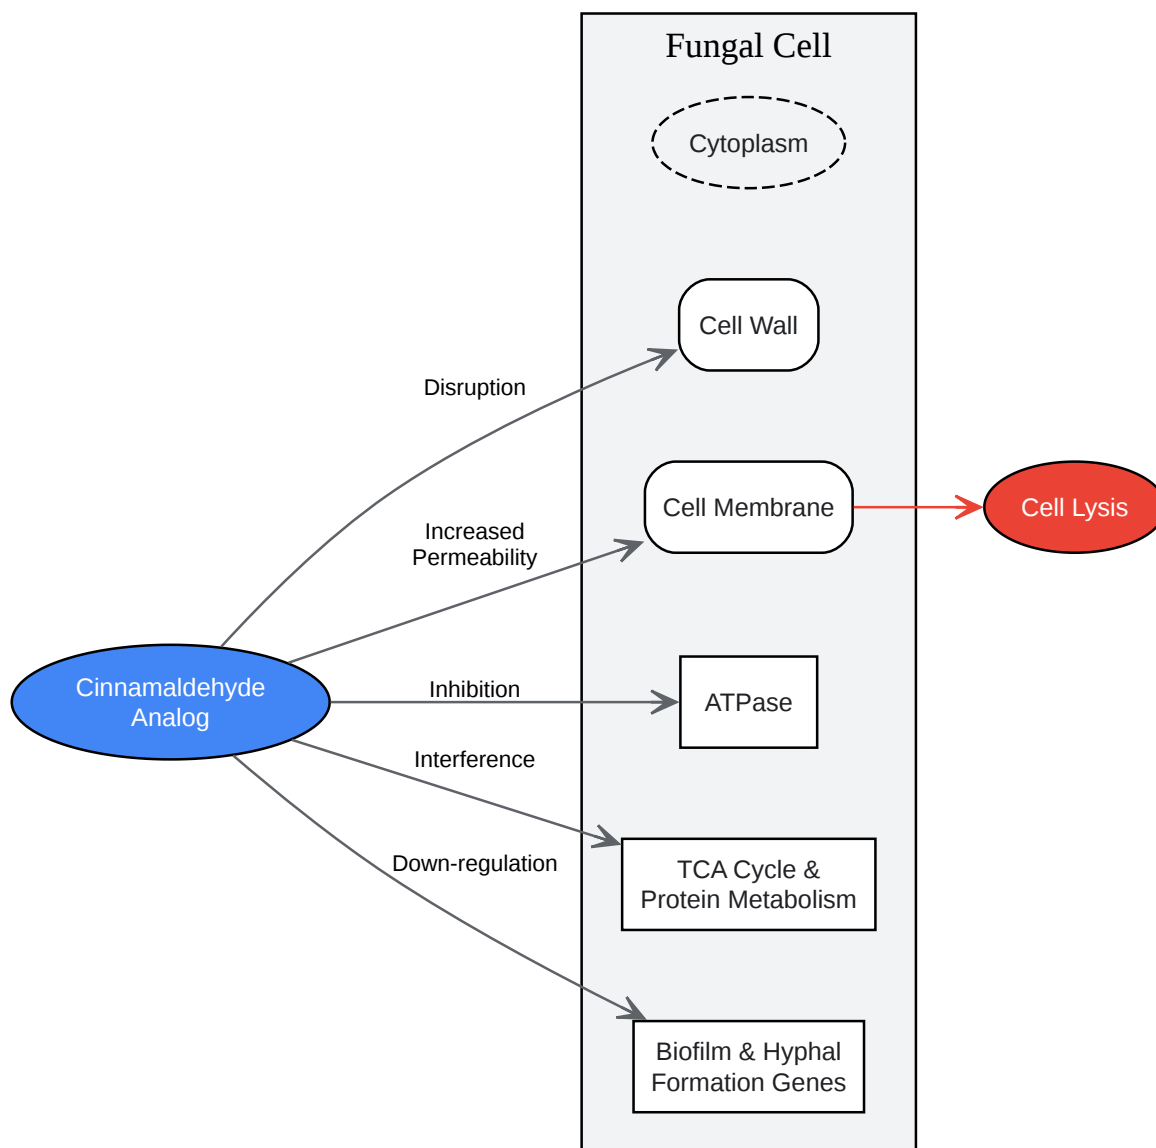 Fungal Cell
Cytoplasm
Cell Wall
Disruption
Increased
Permeability
Cell Membrane
Cell Lysis
Cinnamaldehyde
Analog
Inhibition
ATPase
Interference
TCA Cycle &
Protein Metabolism
Down-regulation
Biofilm & Hyphal
Formation Genes